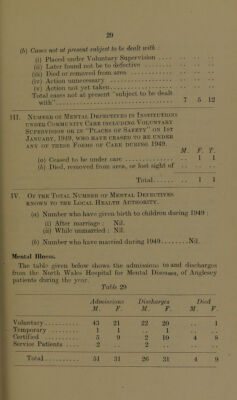 29
(b) Cases not at present subject to be dealt with
(i) Placed under Voluntary Supervision .. .. .. ..
(ii) Later found not to be defective .. .. .. ..
(iii) Died or removed from area .. .. .. ..
(iv) Action unnecessary .. .. .. ..
(v) Action not yet taken .. .. .. ..
Total cases not at present "subject to be dealt
with" .. 7 5 12
III. Number of Mental Defectives in Institutions
under Community Care including Voluntary
Supervision or in "Places of Safety" on 1st
January, 1949, who have ceased to be under
any of these Forms of Care during 1949.
M. F. T.
(a) Ceased to be under care .. 1 1
(b) Died, removed from area, or lost sight of .. .. ..
Total .. 1 1
IV. Of the Total Number of Mental Defectives
known to the Local Health Authority.
(a) Number who have given birth to children during 1949 :
(i) After marriage : Nil.
(ii) While unmarried : Nil.
(b) Number who have married during 1949 ........ Nil.
Mental Illness.
The table given below shows the admissions to and discharges
from the North Wales Hospital for Mental Diseases, of Anglesey
patients during the year.
Table 29
Admissions Discharges Died
M. F. M. F. M. F.
Voluntary .......... 43 21 22 20 .. 1
Temporary ........ 1 1 .. 1 .. ..
Certified .......... 5 9 2 10 4 8
Service Patients .... 2 .. 2 .. .. ..
Total .......... 51 31 26 31 4 9